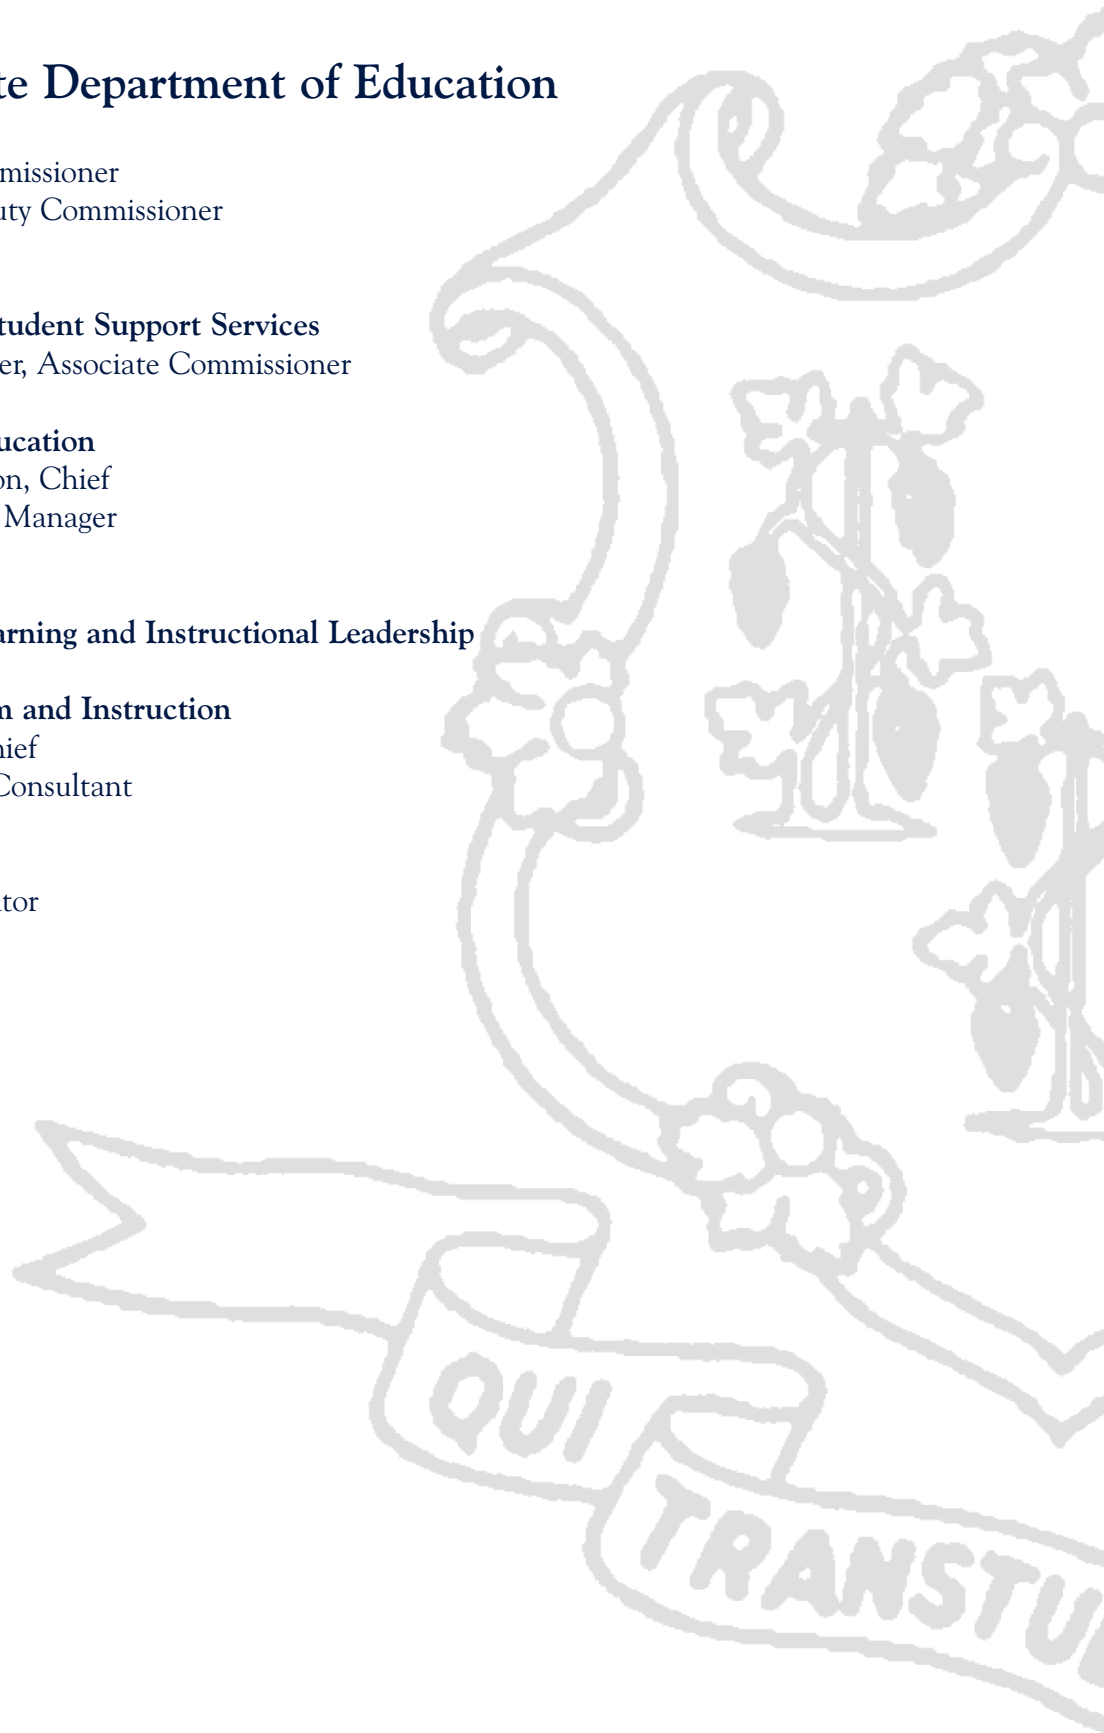 te Department of Education
missioner
uty Commissioner
tudent Support Services
er, Associate Commissioner
ucation
on, Chief
Manager
arning and Instructional Leadership
m and Instruction
hief
Consultant
tor
QUI
TRANSTU